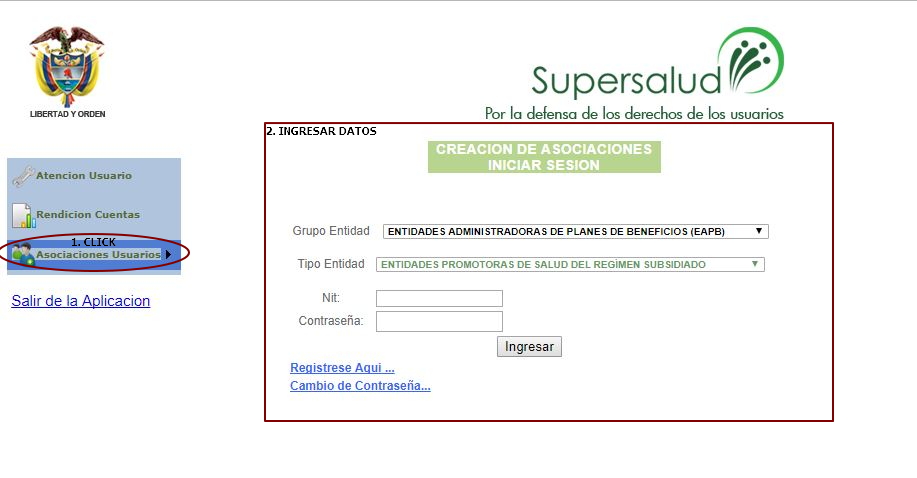 LIBERTAD Y ORDEN
Supersalud
Por la defensa de los derechos de los usuarios
Atencion Usuario
Rendicion Cuentas
1. CLICK
Asociaciones Usuarios
Salir de la Aplicacion
2. INGRESAR DATOS
CREACION DE ASOCIACIONES
INICIAR SESION
Grupo Entidad ENTIDADES ADMINISTRADORAS DE PLANES DE BENEFICIOS (EAPB)
Tipo Entidad ENTIDADES PROMOTORAS DE SALUD DEL REGÍMEN SUBSIDIADO
Nit:
Contraseña:
Ingresar
Registrese Aqui ...
Cambio de Contraseña...